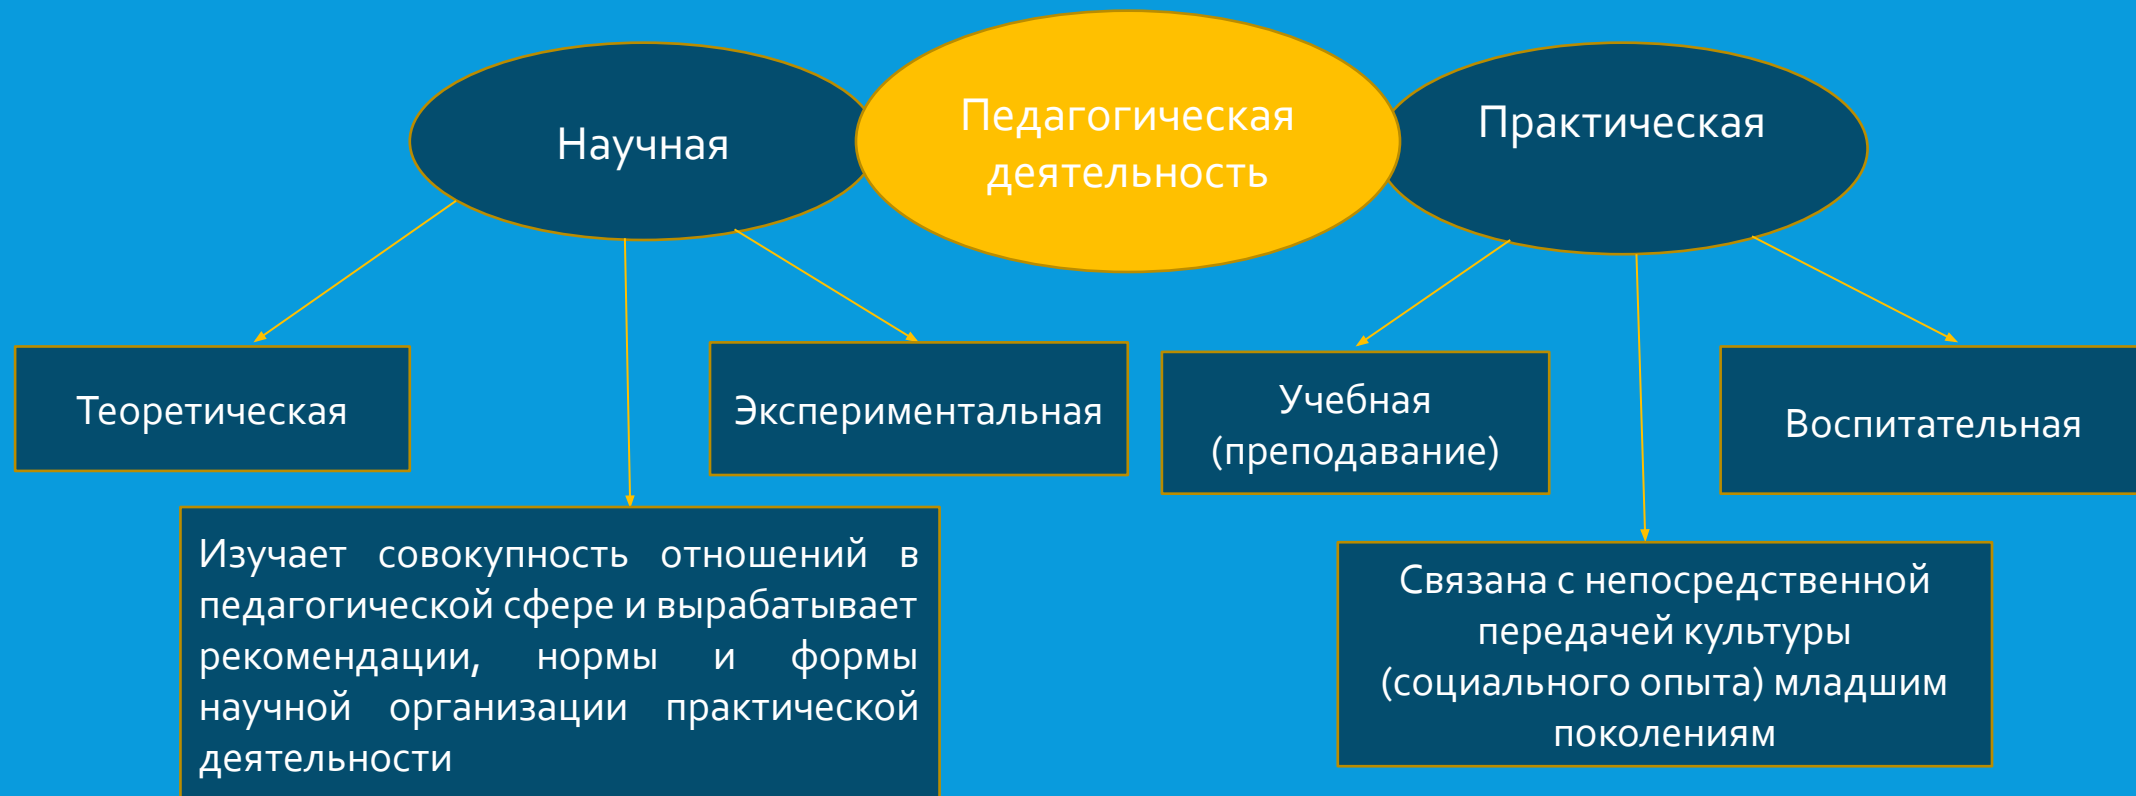 Научная
Педагогическая
деятельность
Практическая
Теоретическая
Экспериментальная
Учебная
(преподавание)
Воспитательная
Изучает совокупность отношений в
педагогической сфере и вырабатывает
рекомендации, нормы и формы
научной организации практической
деятельности
Связана с непосредственной
передачей культуры
(социального опыта) младшим
поколениям